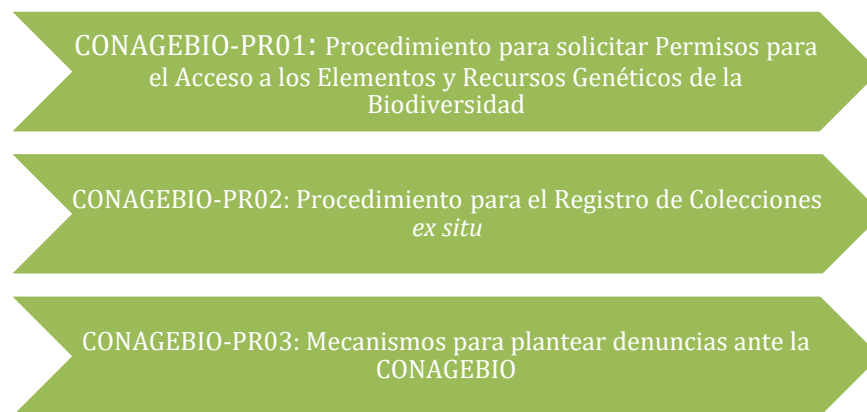 CONAGEBIO-PR01: Procedimiento para solicitar Permisos para
el Acceso a los Elementos y Recursos Genéticos de la
Biodiversidad
CONAGEBIO-PR02: Procedimiento para el Registro de Colecciones
ex situ
CONAGEBIO-PR03: Mecanismos para plantear denuncias ante la
CONAGEBIO